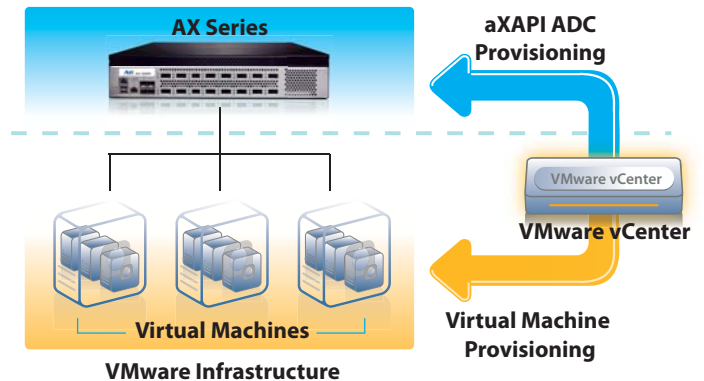 AX Series
aXAPI ADC
Provisioning
VMware vCenter
VMware vCenter
Virtual Machines
Virtual Machine
Provisioning
VMware Infrastructure